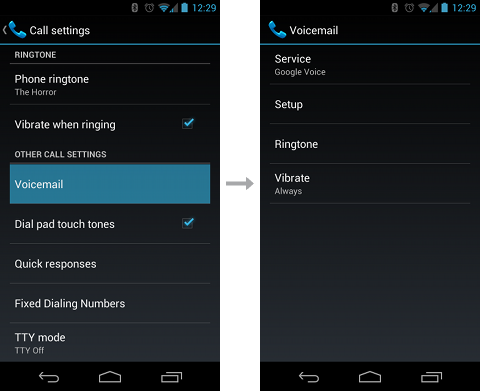 12:29
Call settings
RINGTONE
Phone ringtone
The Horror
Vibrate when ringing
OTHER CALL SETTINGS
Voicemail
Dial pad touch tones
Quick responses
Fixed Dialing Numbers
TTY mode
TTY Off
12:29
Voicemail
Service
Google Voice
Setup
Ringtone
Vibrate
Always